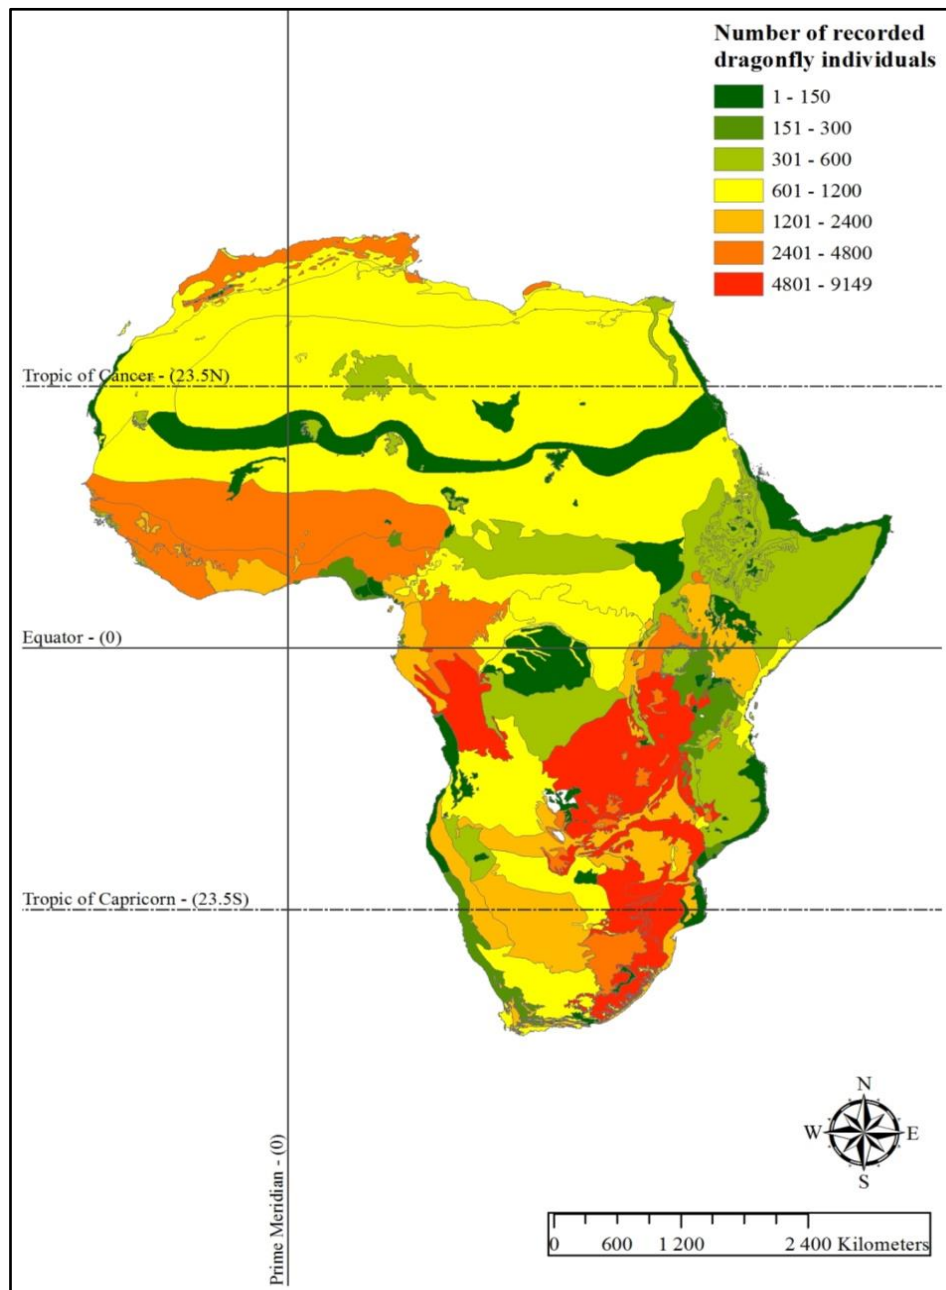 Number of recorded
dragonfly individuals
1 - 150
151 - 300
301 - 600
601 - 1200
1201 - 2400
2401 - 4800
4801 - 9149
Tropic of Cancer - (23.5N)
Equator - (0)
Tropic of Capricorn - (23.5S)
Prime Meridian - (0)
N
W E
S
0 600 1 200 2 400 Kilometers